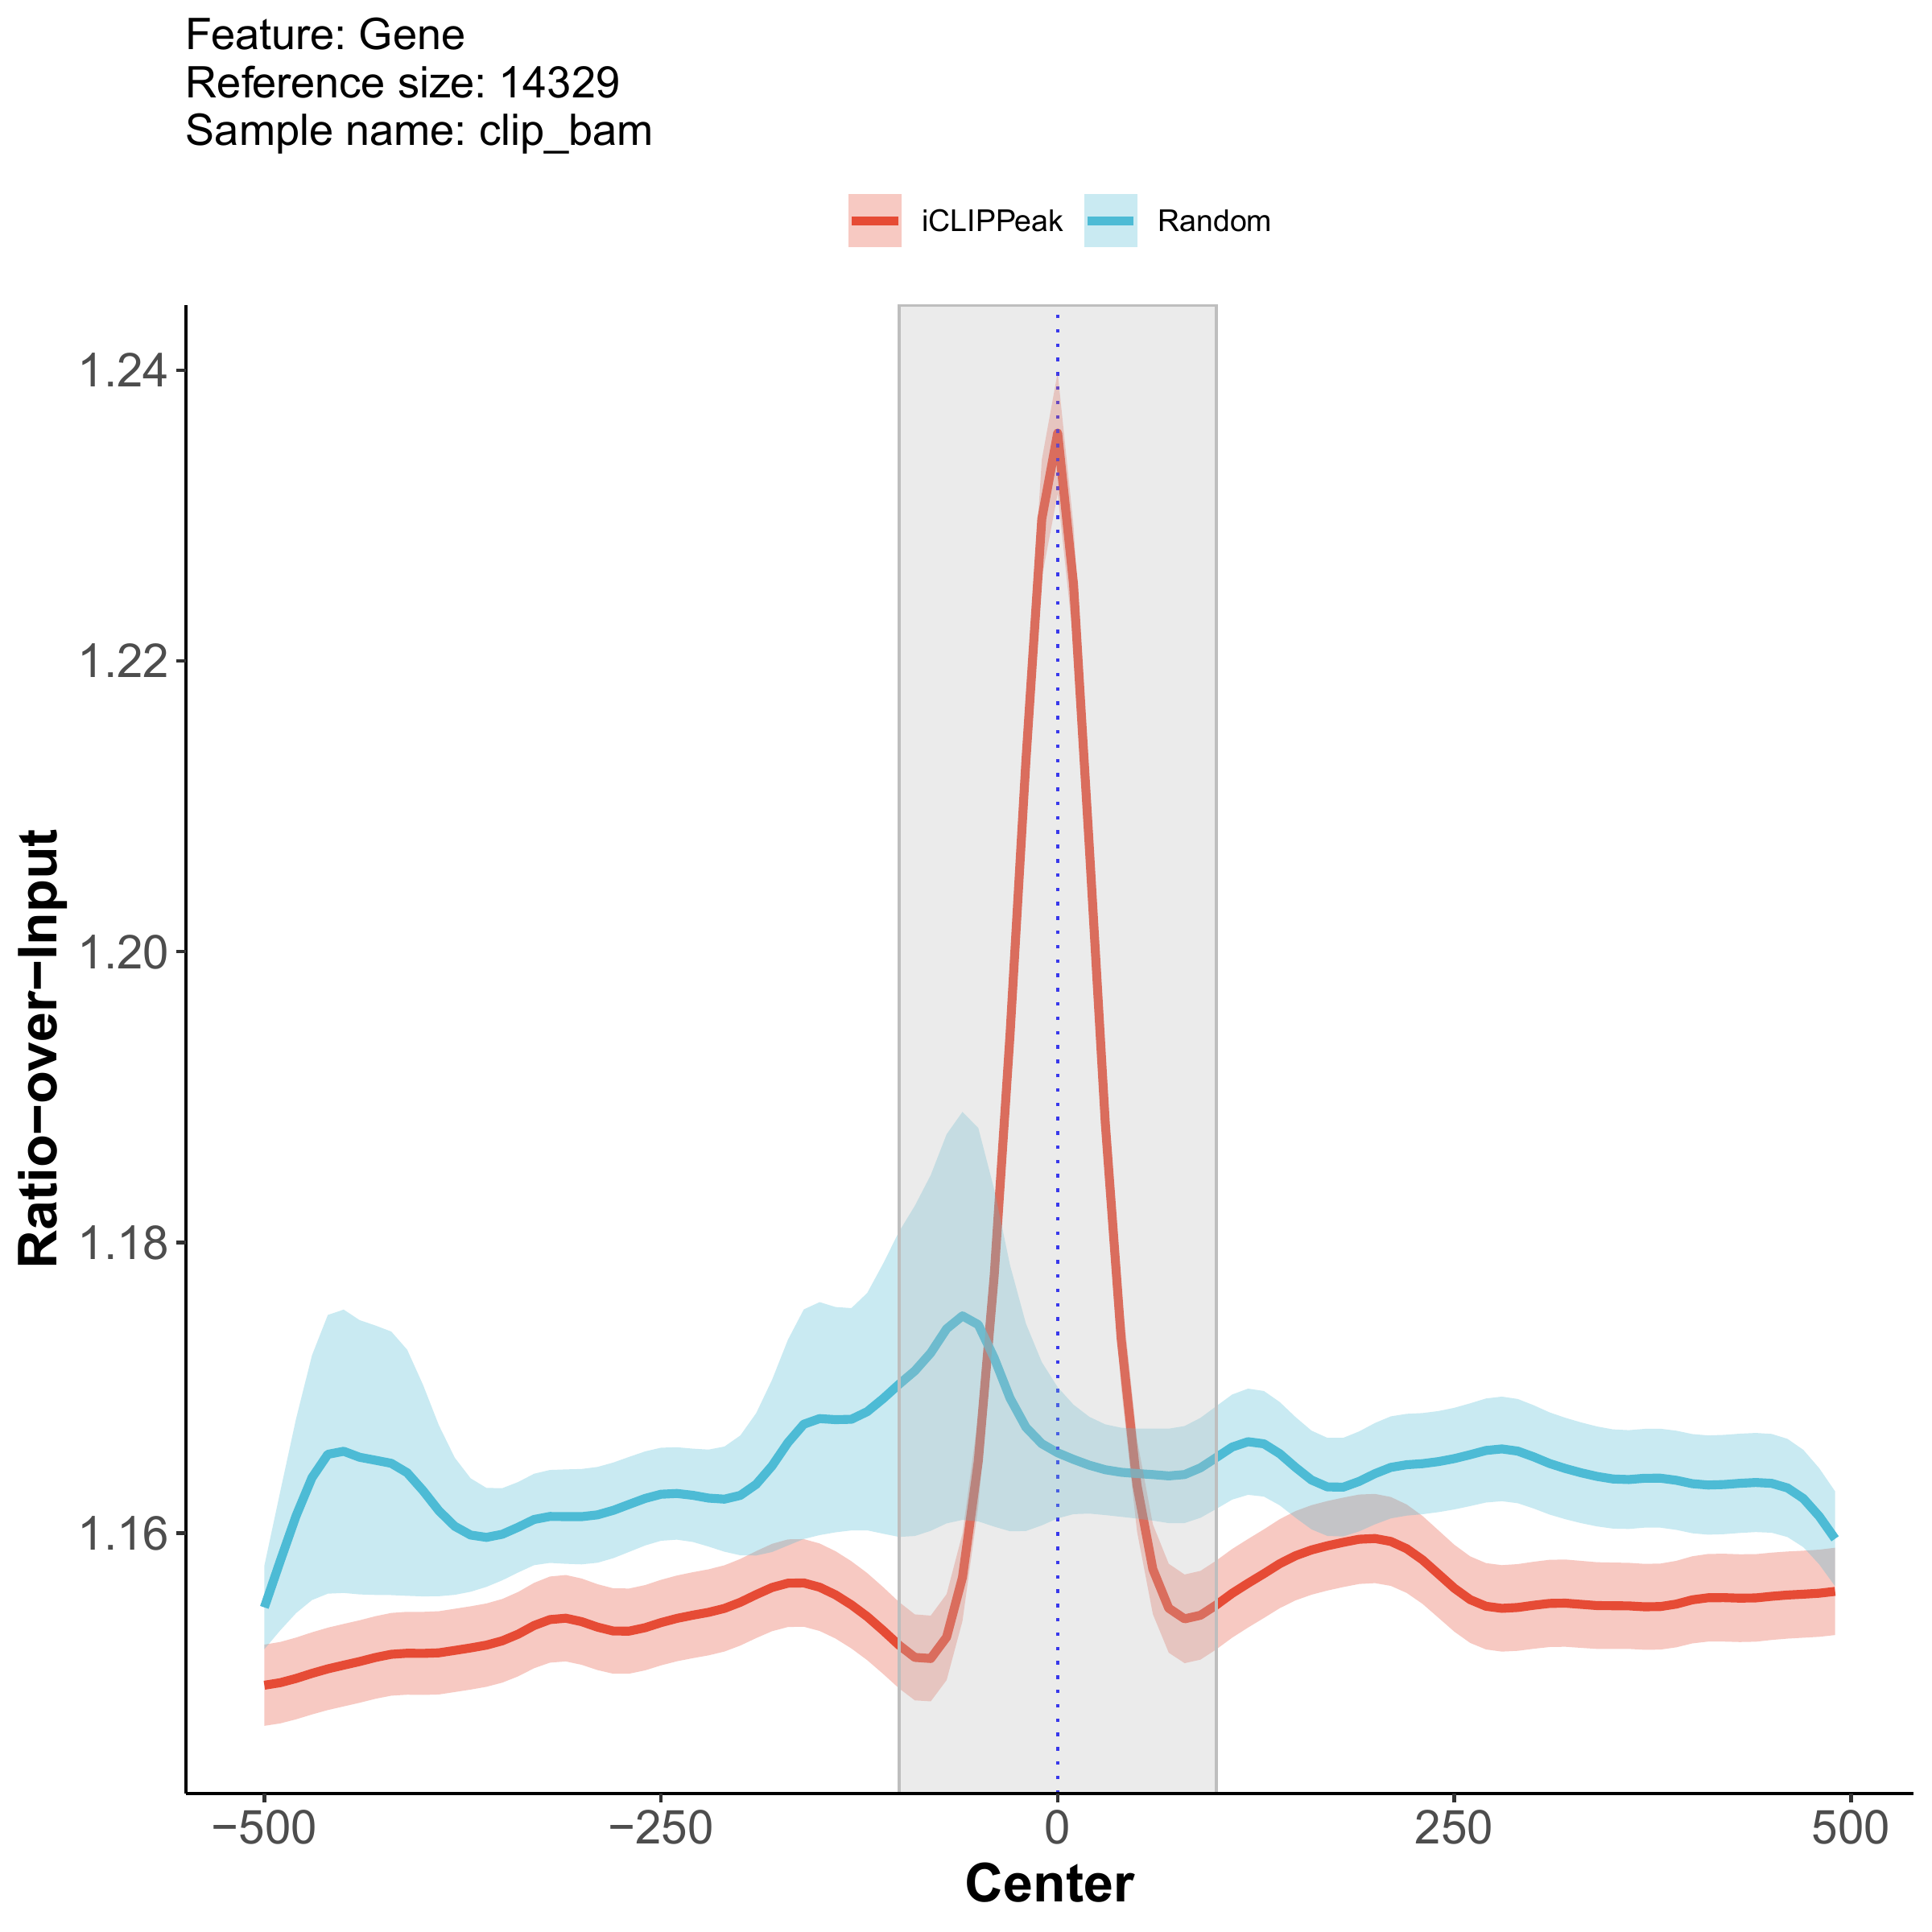 Feature: Gene
Reference size: 14329
Sample name: clip_bam
iCLIPPeak Random
1.24
1.22
1.20
1.18
1.16
Ratio−over−Input
−500 −250 0 250 500
Center